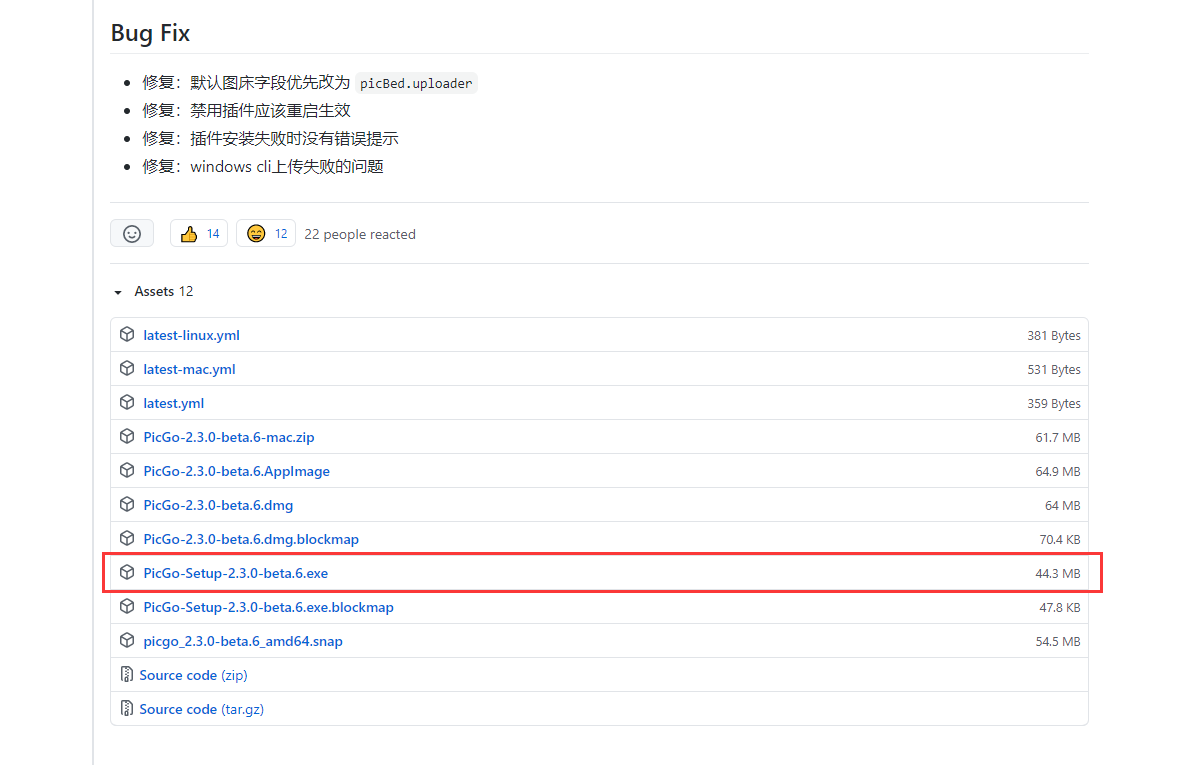 Bug Fix
修复：默认图床字段优先改为 picBed.uploader
修复：禁用插件应该重启生效
修复：插件安装失败时没有错误提示
修复：windows cli上传失败的问题
14 12 22 people reacted
Assets 12
latest-linux.yml 381 Bytes
latest-mac.yml 531 Bytes
latest.yml 359 Bytes
PicGo-2.3.0-beta.6-mac.zip 61.7 MB
PicGo-2.3.0-beta.6.AppImage 64.9 MB
PicGo-2.3.0-beta.6.dmg 64 MB
PicGo-2.3.0-beta.6.dmg.blockmap 70.4 KB
PicGo-Setup-2.3.0-beta.6.exe 44.3 MB
PicGo-Setup-2.3.0-beta.6.exe.blockmap 47.8 KB
picgo_2.3.0-beta.6_amd64.snap 54.5 MB
Source code (zip)
Source code (tar.gz)